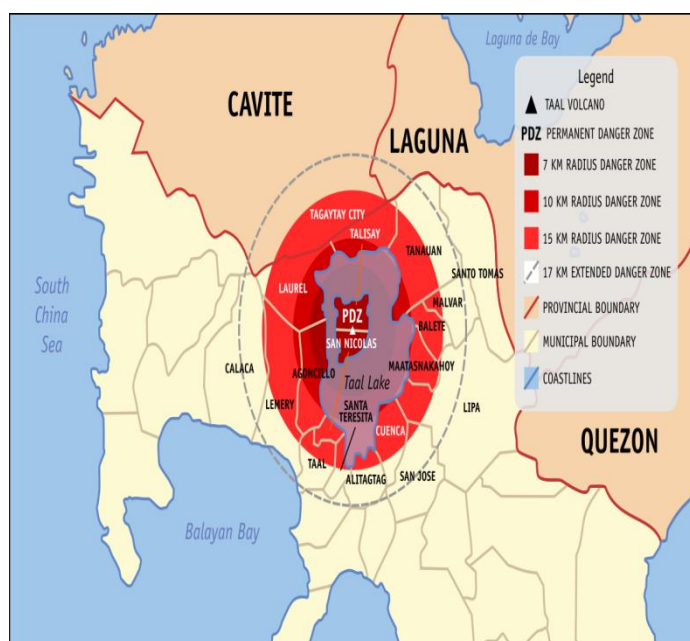 Laguna de Bay
CAVITE
LAGUNA
Legend
TAAL VOLCANO
PDZ PERMANENT DANGER ZONE
7 KM RADIUS DANGER ZONE
10 KM RADIUS DANGER ZONE
15 KM RADIUS DANGER ZONE
17 KM EXTENDED DANGER ZONE
PROVINCIAL BOUNDARY
MUNICIPAL BOUNDARY
COASTLINES
TAGAYTAY CITY
TALISAY
TANAUAN
SANTO TOMAS
South
China
Sea
LAUREL
MALVAR
PDZ
BALETE
SAN NICOLAS
CALACA
AGONCILLO
MAATASNAKAHOY
Taal Lake
LEMERY
SANTA
TERESITA
LIPA
CUENCA
QUEZON
TAAL
ALITAGTAG
SAN JOSE
Balayan Bay